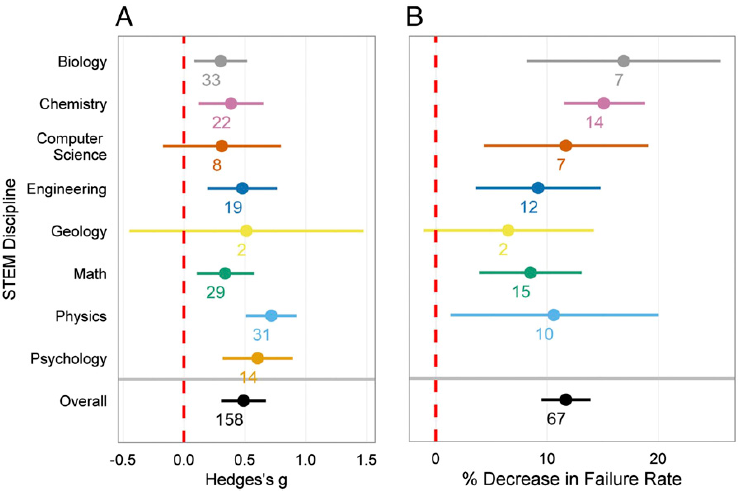 A
B
STEM Discipline
Biology
33
7
Chemistry
22
14
Computer
Science
8
7
Engineering
19
12
Geology
2
2
Math
29
15
Physics
31
10
Psychology
14
Overall
158
67
-0.5 0.0 0.5 1.0 1.5
0 10 20
Hedges's g
% Decrease in Failure Rate